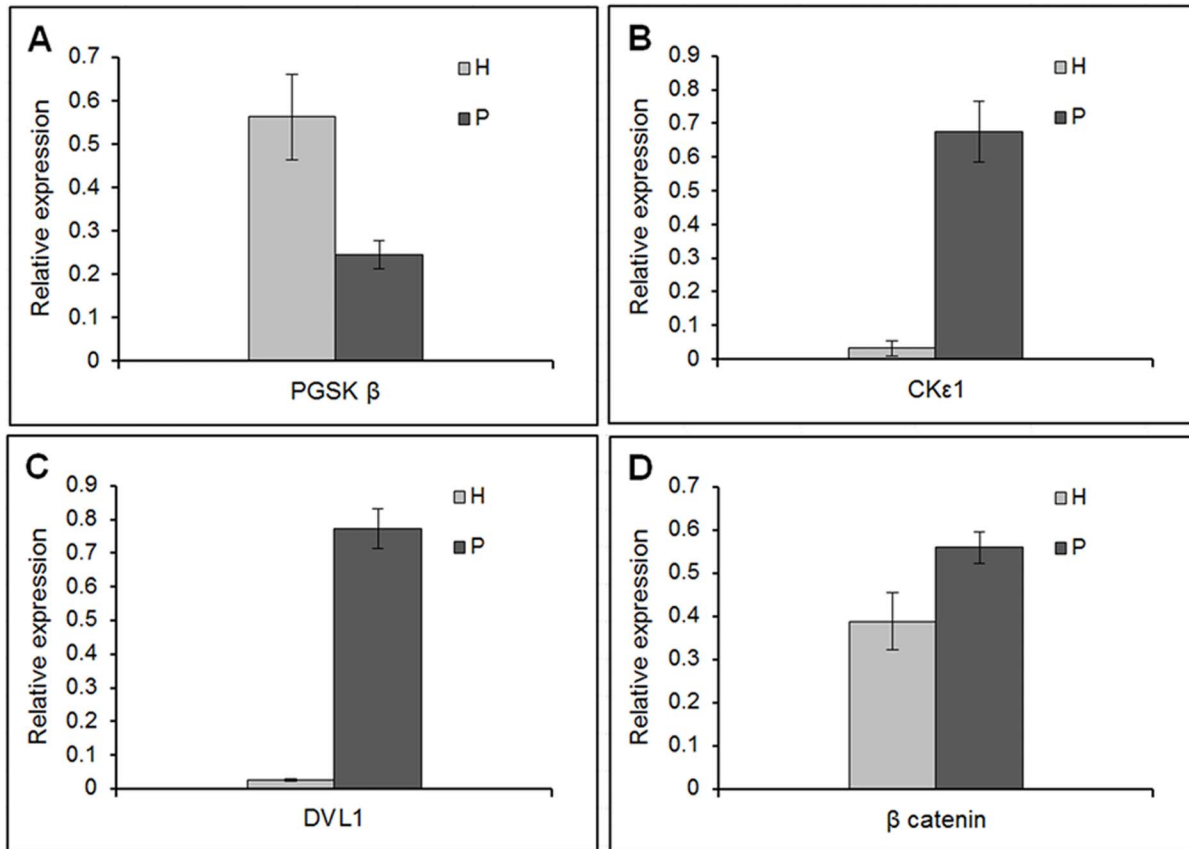 A
0.7
0.6
0.5
0.4
0.3
0.2
0.1
0
Relative expression
H
P
PGSK β
B
0.9
0.8
0.7
0.6
0.5
0.4
0.3
0.2
0.1
0
Relative expression
H
P
CKε1
C
0.9
0.8
0.7
0.6
0.5
0.4
0.3
0.2
0.1
0
Relative expression
H
P
DVL1
D
0.7
0.6
0.5
0.4
0.3
0.2
0.1
0
Relative expression
H
P
β catenin